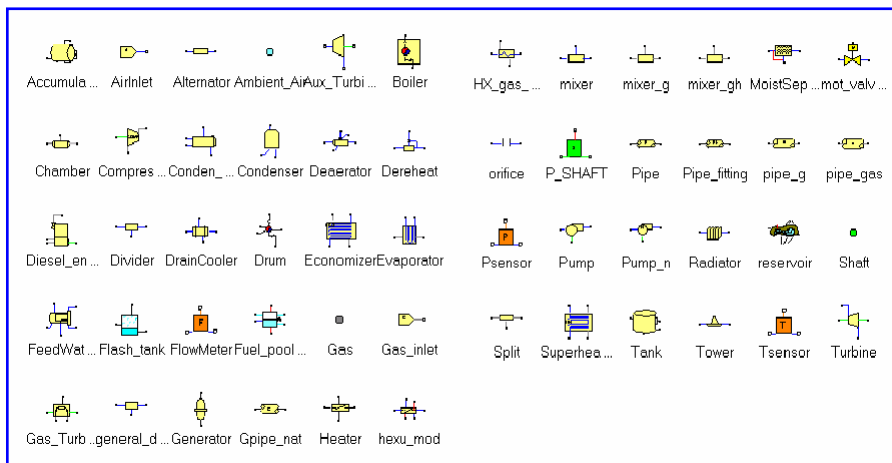 Accumula ... AirInlet Alternator Ambient_Air Aux_Turbi ... Boiler
HX_gas_ ... mixer mixer_g mixer_gh MoistSep ... mot_valv ...
Chamber Compres ... Conden_ ... Condenser Deaerator Dereheat
orifice P_SHAFT Pipe Pipe_fitting pipe_g pipe_gas
Diesel_en ... Divider DrainCooler Drum Economizer Evaporator
P
Psensor Pump Pump_n Radiator reservoir Shaft
F
FeedWat ... Flash_tank FlowMeter Fuel_pool ... Gas Gas_inlet
T
Split Superhea ... Tank Tower Tsensor Turbine
Gas_Turb ... general_d ... Generator Gpipe_nat Heater hexu_mod